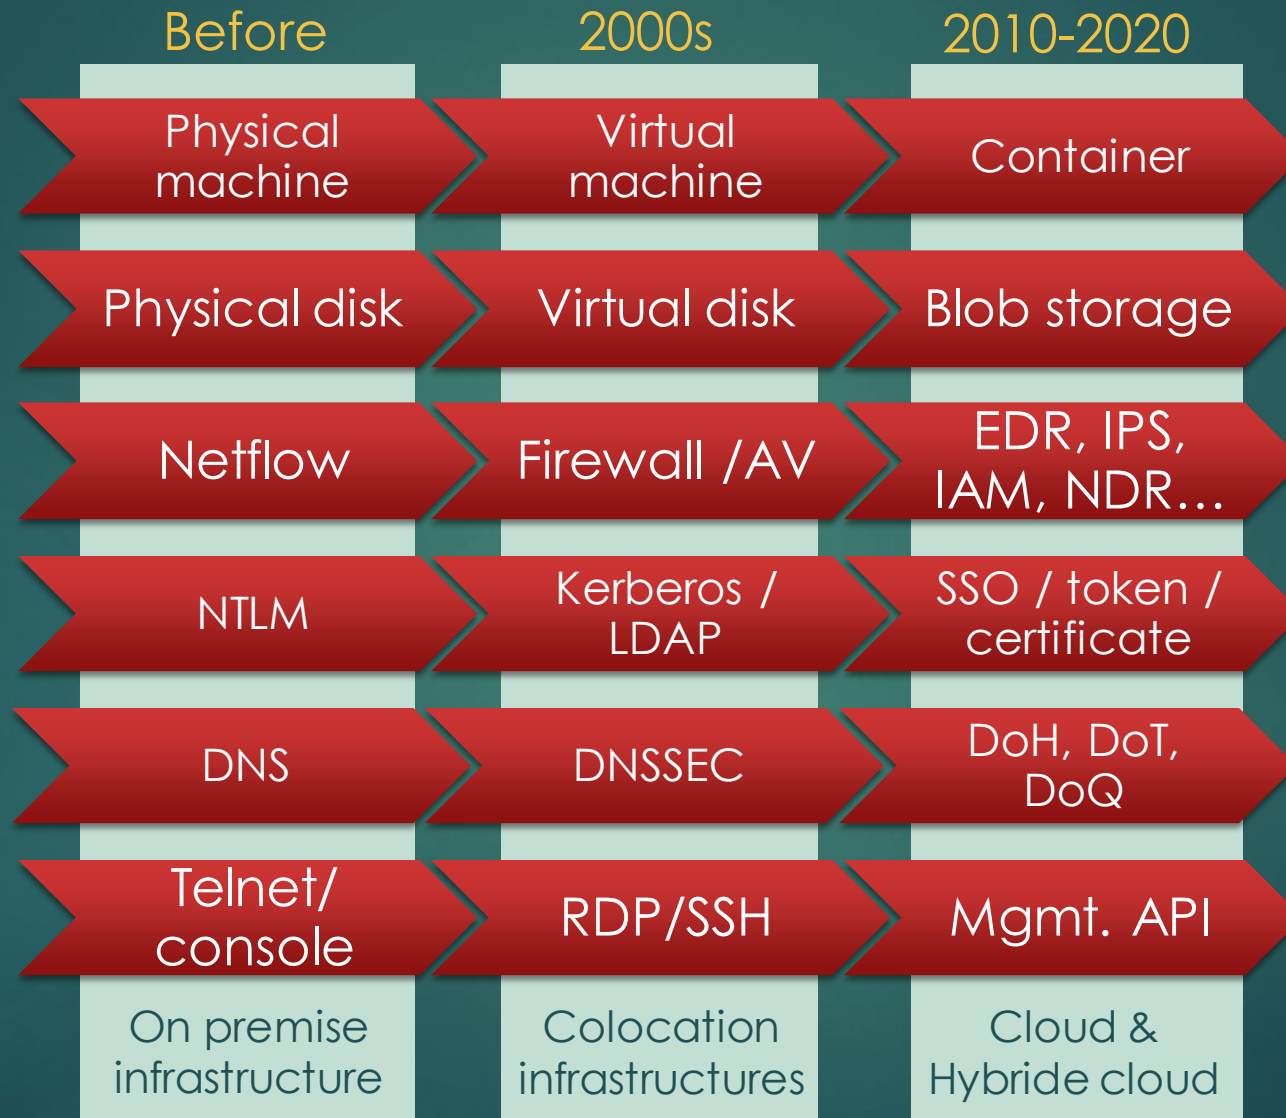 Before
2000s
2010-2020
Physical
machine
Virtual
machine
Container
Physical disk
Virtual disk
Blob storage
Netflow
Firewall /AV
EDR, IPS,
IAM, NDR…
NTLM
Kerberos /
LDAP
SSO / token /
certificate
DNS
DNSSEC
DoH, DoT,
DoQ
Telnet/
console
RDP/SSH
Mgmt. API
On premise
infrastructure
Colocation
infrastructures
Cloud &
Hybride cloud